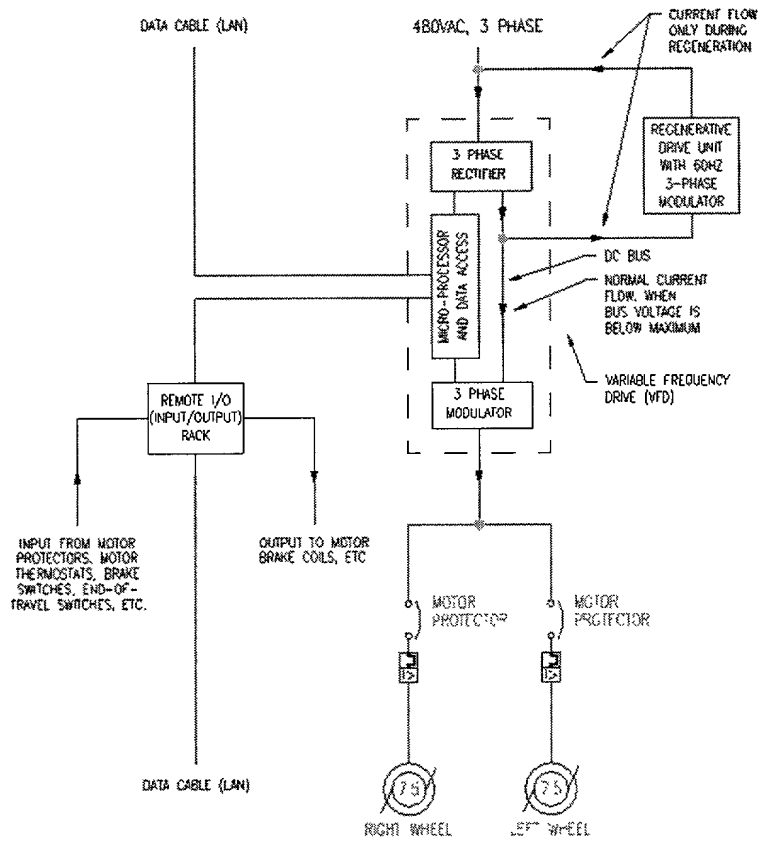 DATA CABLE (LAN)
480VAC, 3 PHASE
CURRENT FLOW
ONLY DURING
REGENERATION
REGENERATIVE
DRIVE UNIT
WITH 60HZ
3-PHASE
MODULATOR
3 PHASE
RECTIFIER
MICRO-PROCESSOR
AND DATA ACCESS
DC BUS
NORMAL CURRENT
FLOW, WHEN
BUS VOLTAGE IS
BELOW MAXIMUM
3 PHASE
MODULATOR
VARIABLE FREQUENCY
DRIVE (VFD)
REMOTE I/O
(INPUT/OUTPUT)
RACK
INPUT FROM MOTOR
PROTECTORS, MOTOR
THERMOSTATS, BRAKE
SWITCHES, END-OF-
TRAVEL SWITCHES, ETC.
OUTPUT TO MOTOR
BRAKE COILS, ETC
MOTOR
PROTECTOR
MOTOR
PROTECTOR
DATA CABLE (LAN)
7.5
7.5
RIGHT WHEEL
LEFT WHEEL